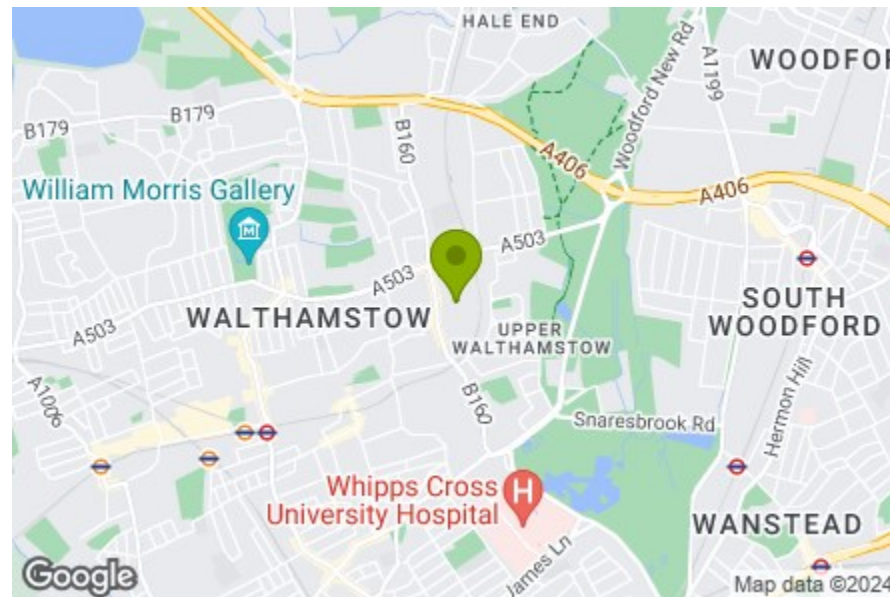 HALE END
Woodford New Rd
A1199
WOODFOR
B179
B179
B160
A406
A406
William Morris Gallery
M
A503
A503
WALTHAMSTOW
SOUTH
WOODFORD
UPPER
WALTHAMSTOW
A503
A1006
B160
Snaresbrook Rd
Hermon Hill
Whipps Cross
University Hospital
H
WANSTEAD
James Ln
Google
Map data ©2024